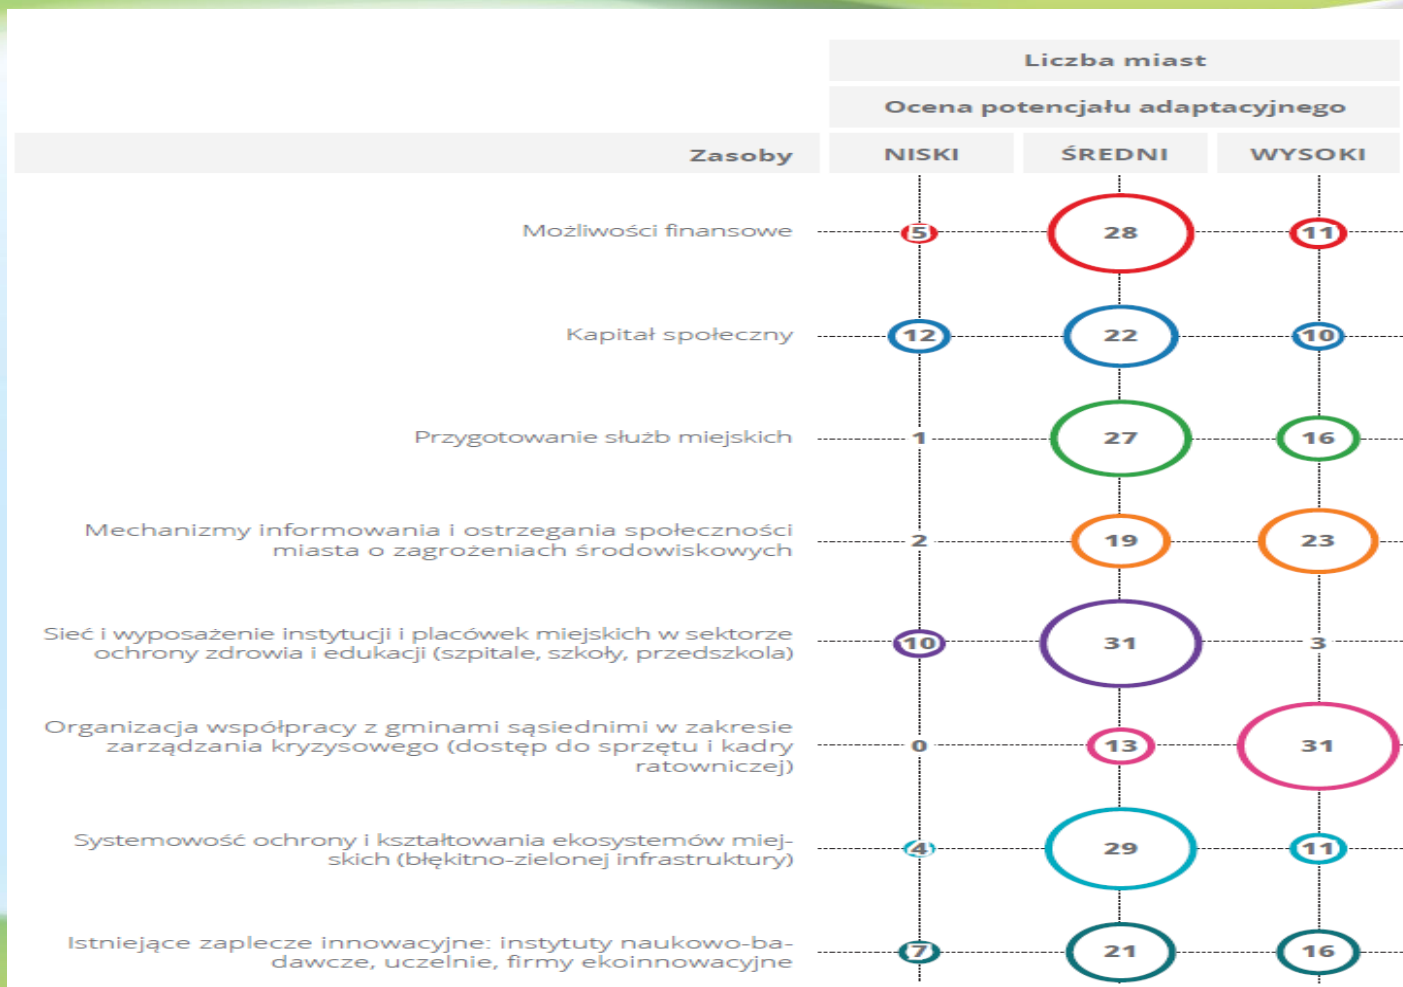 Liczba miast
Ocena potencjału adaptacyjnego
Zasoby NISKI ŚREDNI WYSOKI
Możliwości finansowe 5 28 11
Kapitał społeczny 12 22 10
Przygotowanie służb miejskich 1 27 16
Mechanizmy informowania i ostrzegania społeczności
miasta o zagrożeniach środowiskowych 2 19 23
Sieć i wyposażenie instytucji i placówek miejskich w sektorze
ochrony zdrowia i edukacji (szpitale, szkoły, przedszkola) 10 31 3
Organizacja współpracy z gminami sąsiednimi w zakresie
zarządzania kryzysowego (dostęp do sprzętu i kadry 0 13 31
ratowniczej)
Systemowość ochrony i kształtowania ekosystemów miej-
skich (błękitno-zielonej infrastruktury) 4 29 11
Istniejące zaplecze innowacyjne: instytuty naukowo-ba-
dawcze, uczelnie, firmy ekoinnowacyjne 7 21 16